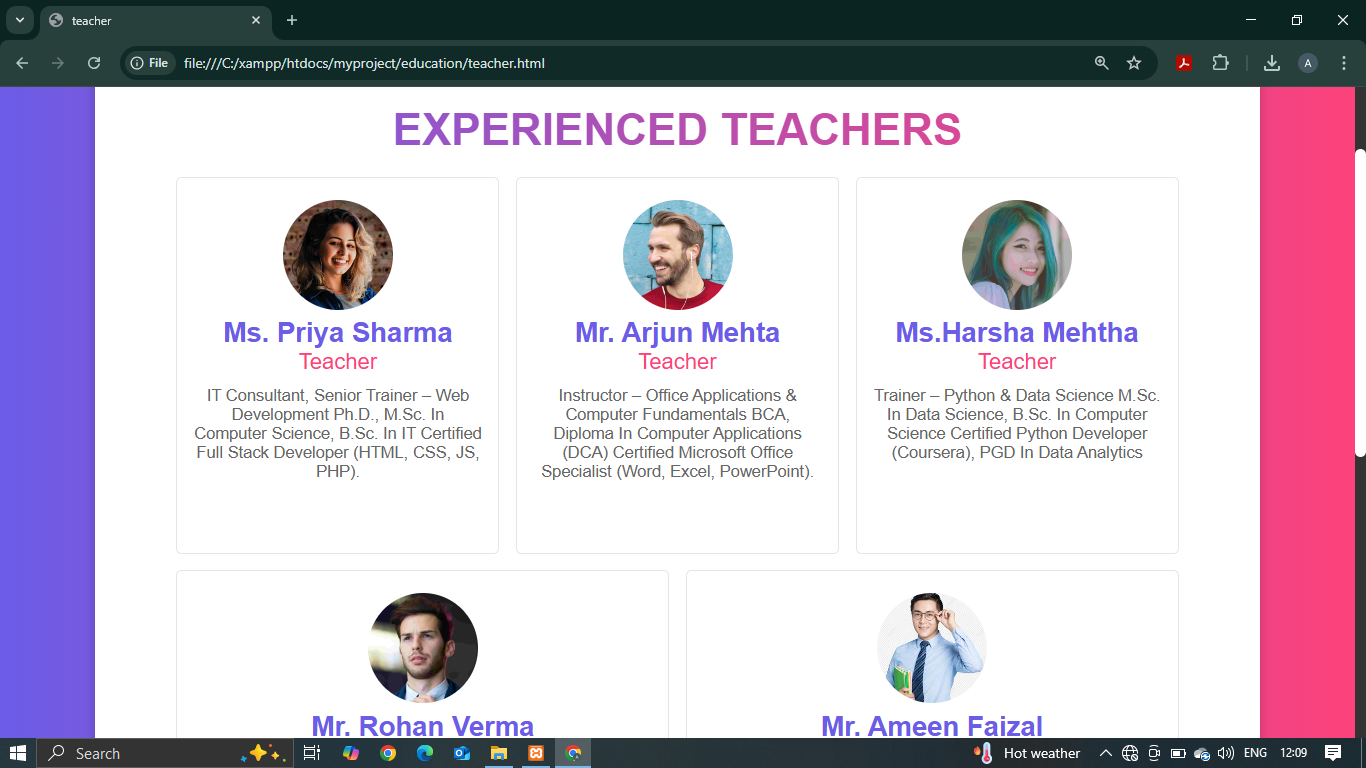 teacher
File
file:///C:/xampp/htdocs/myproject/education/teacher.html
A
EXPERIENCED TEACHERS
Ms. Priya Sharma
Teacher
IT Consultant, Senior Trainer – Web
Development Ph.D., M.Sc. In
Computer Science, B.Sc. In IT Certified
Full Stack Developer (HTML, CSS, JS,
PHP).
Mr. Arjun Mehta
Teacher
Instructor – Office Applications &
Computer Fundamentals BCA,
Diploma In Computer Applications
(DCA) Certified Microsoft Office
Specialist (Word, Excel, PowerPoint).
Ms.Harsha Mehtha
Teacher
Trainer – Python & Data Science M.Sc.
In Data Science, B.Sc. In Computer
Science Certified Python Developer
(Coursera), PGD In Data Analytics
Mr. Rohan Verma
Mr. Ameen Faizal
Search
Hot weather
ENG
12:09